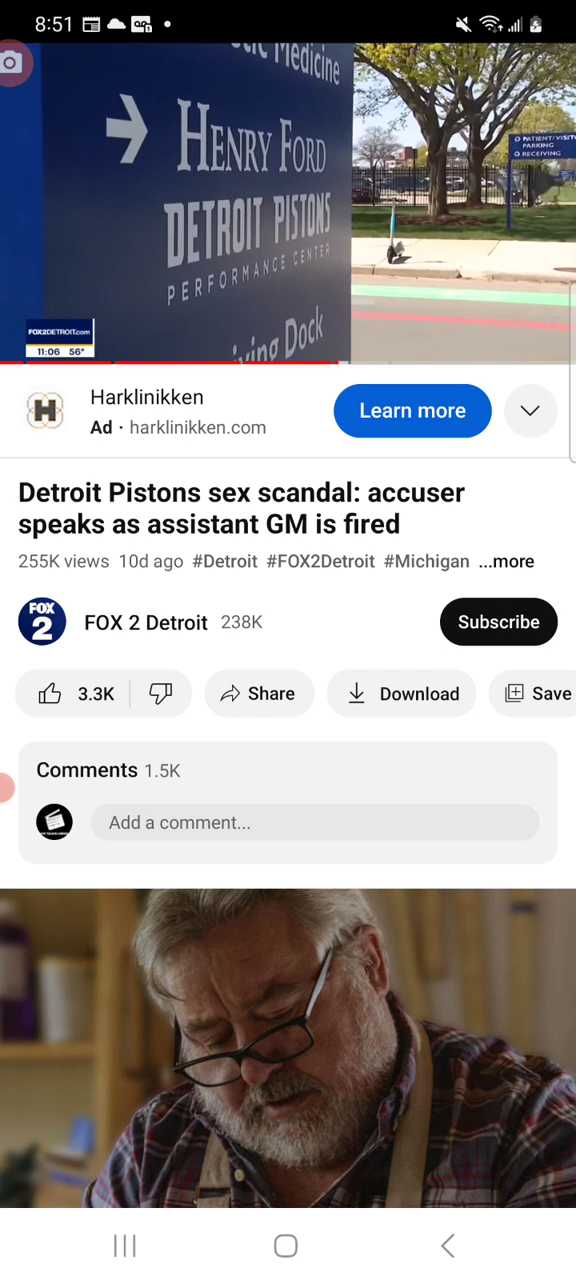 8:51
Medicine
HENRY FORD
DETROIT PISTONS
PERFORMANCE CENTER
Dock
PATIENT/VISIT
PARKING
RECEIVING
FOX2DETROIT.com
11:06 56°
H
Harklinikken
Ad · harklinikken.com
Learn more
Detroit Pistons sex scandal: accuser
speaks as assistant GM is fired
255K views 10d ago #Detroit #FOX2Detroit #Michigan ...more
FOX
2
FOX 2 Detroit 238K
Subscribe
3.3K
Share
Download
Save
Comments 1.5K
Add a comment...